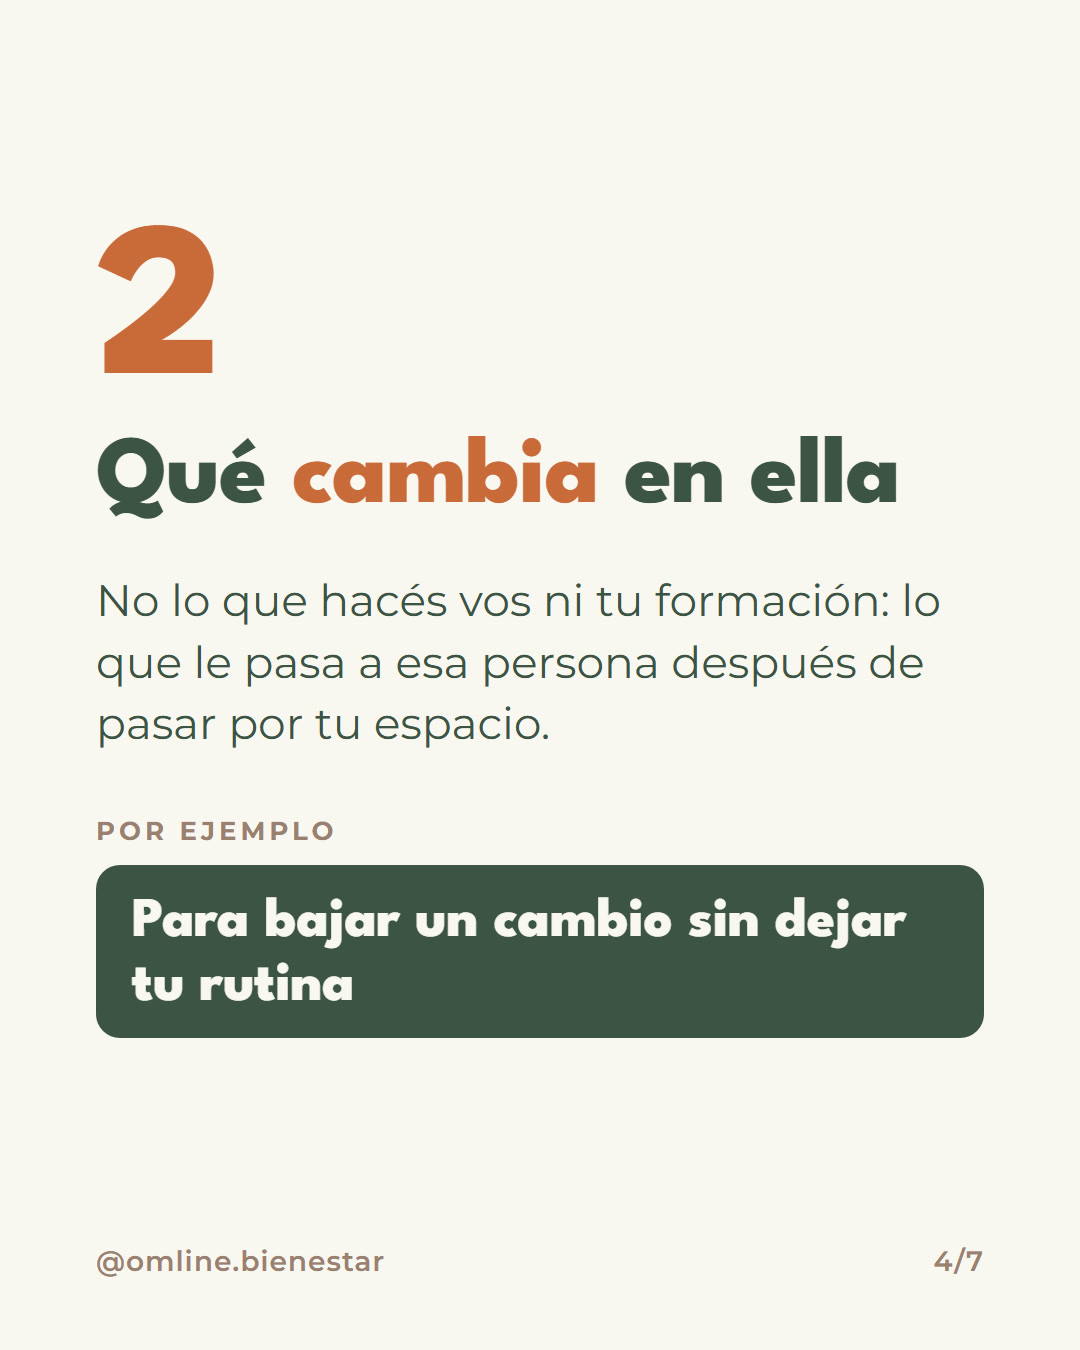 2
Qué cambia en ella
No lo que hacés vos ni tu formación: lo
que le pasa a esa persona después de
pasar por tu espacio.
POR EJEMPLO
Para bajar un cambio sin dejar
tu rutina
@omline.bienestar
4/7